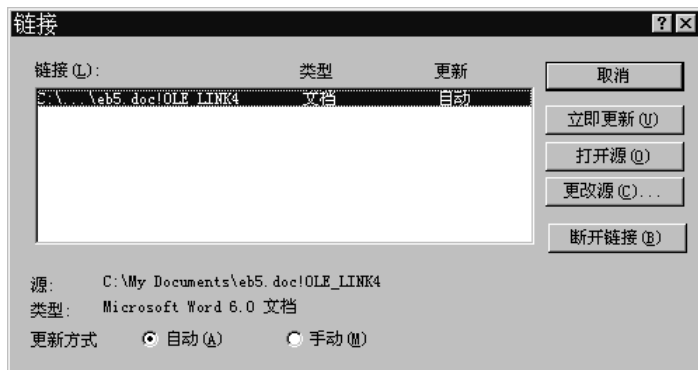 链接
链接(L): 类型 更新 取消
C:\...\eb5.doc!OLE_LINK4 文档 自动
立即更新(U)
打开源(O)
更改源(C)...
断开链接(B)
源: C:\My Documents\eb5.doc!OLE_LINK4
类型: Microsoft Word 6.0 文档
更新方式 自动(A) 手动(M)